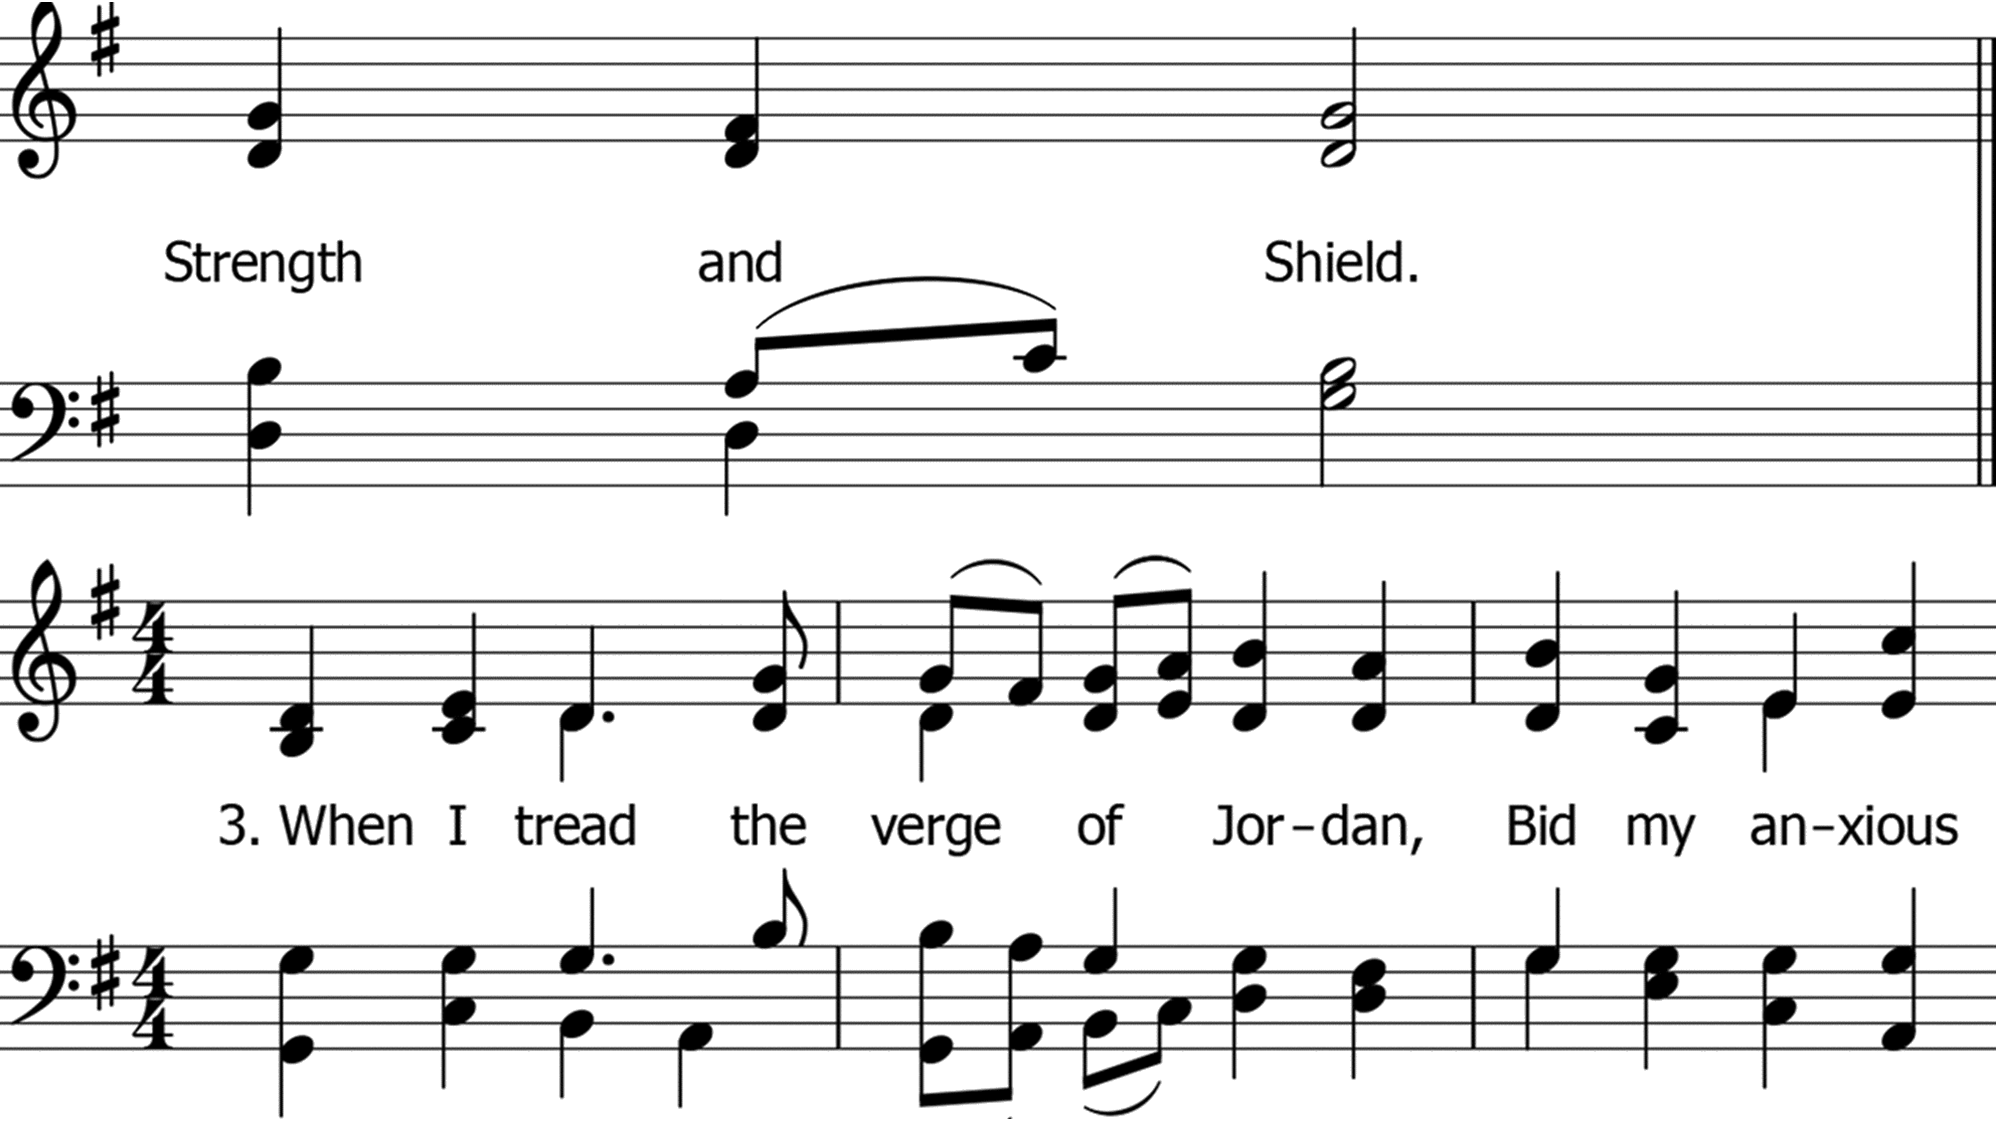 Strength and Shield.
3. When I tread the verge of Jor-dan, Bid my an-xious